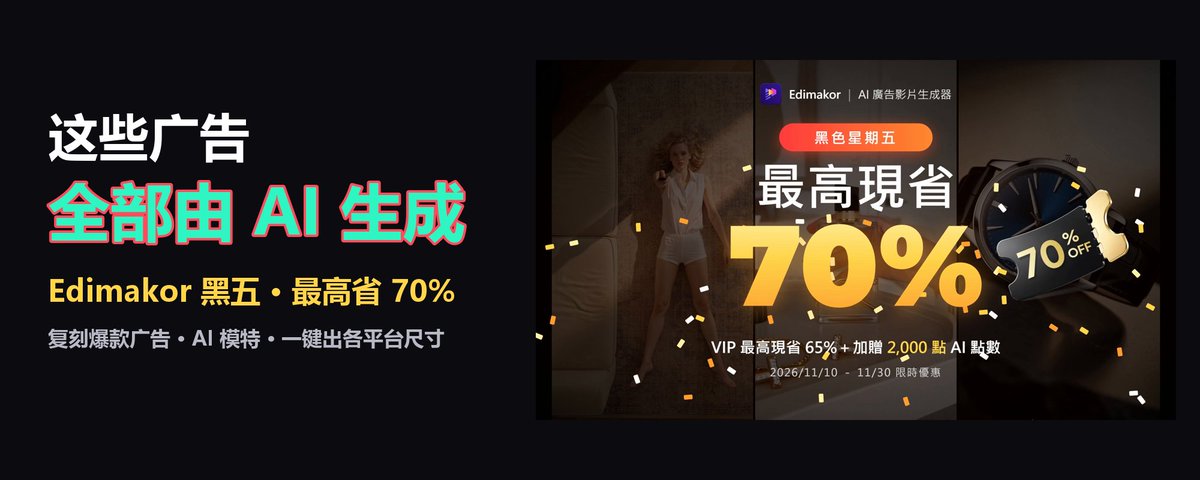 这些广告
全部由 AI 生成
Edimakor 黑五·最高省 70%
复刻爆款广告·AI 模特·一键出各平台尺寸
Edimakor | AI 廣告影片生成器
黑色星期五
最高現省
70%
70% OFF
VIP 最高現省 65%+加贈 2,000 點 AI 點數
2026/11/10 - 11/30 限時優惠